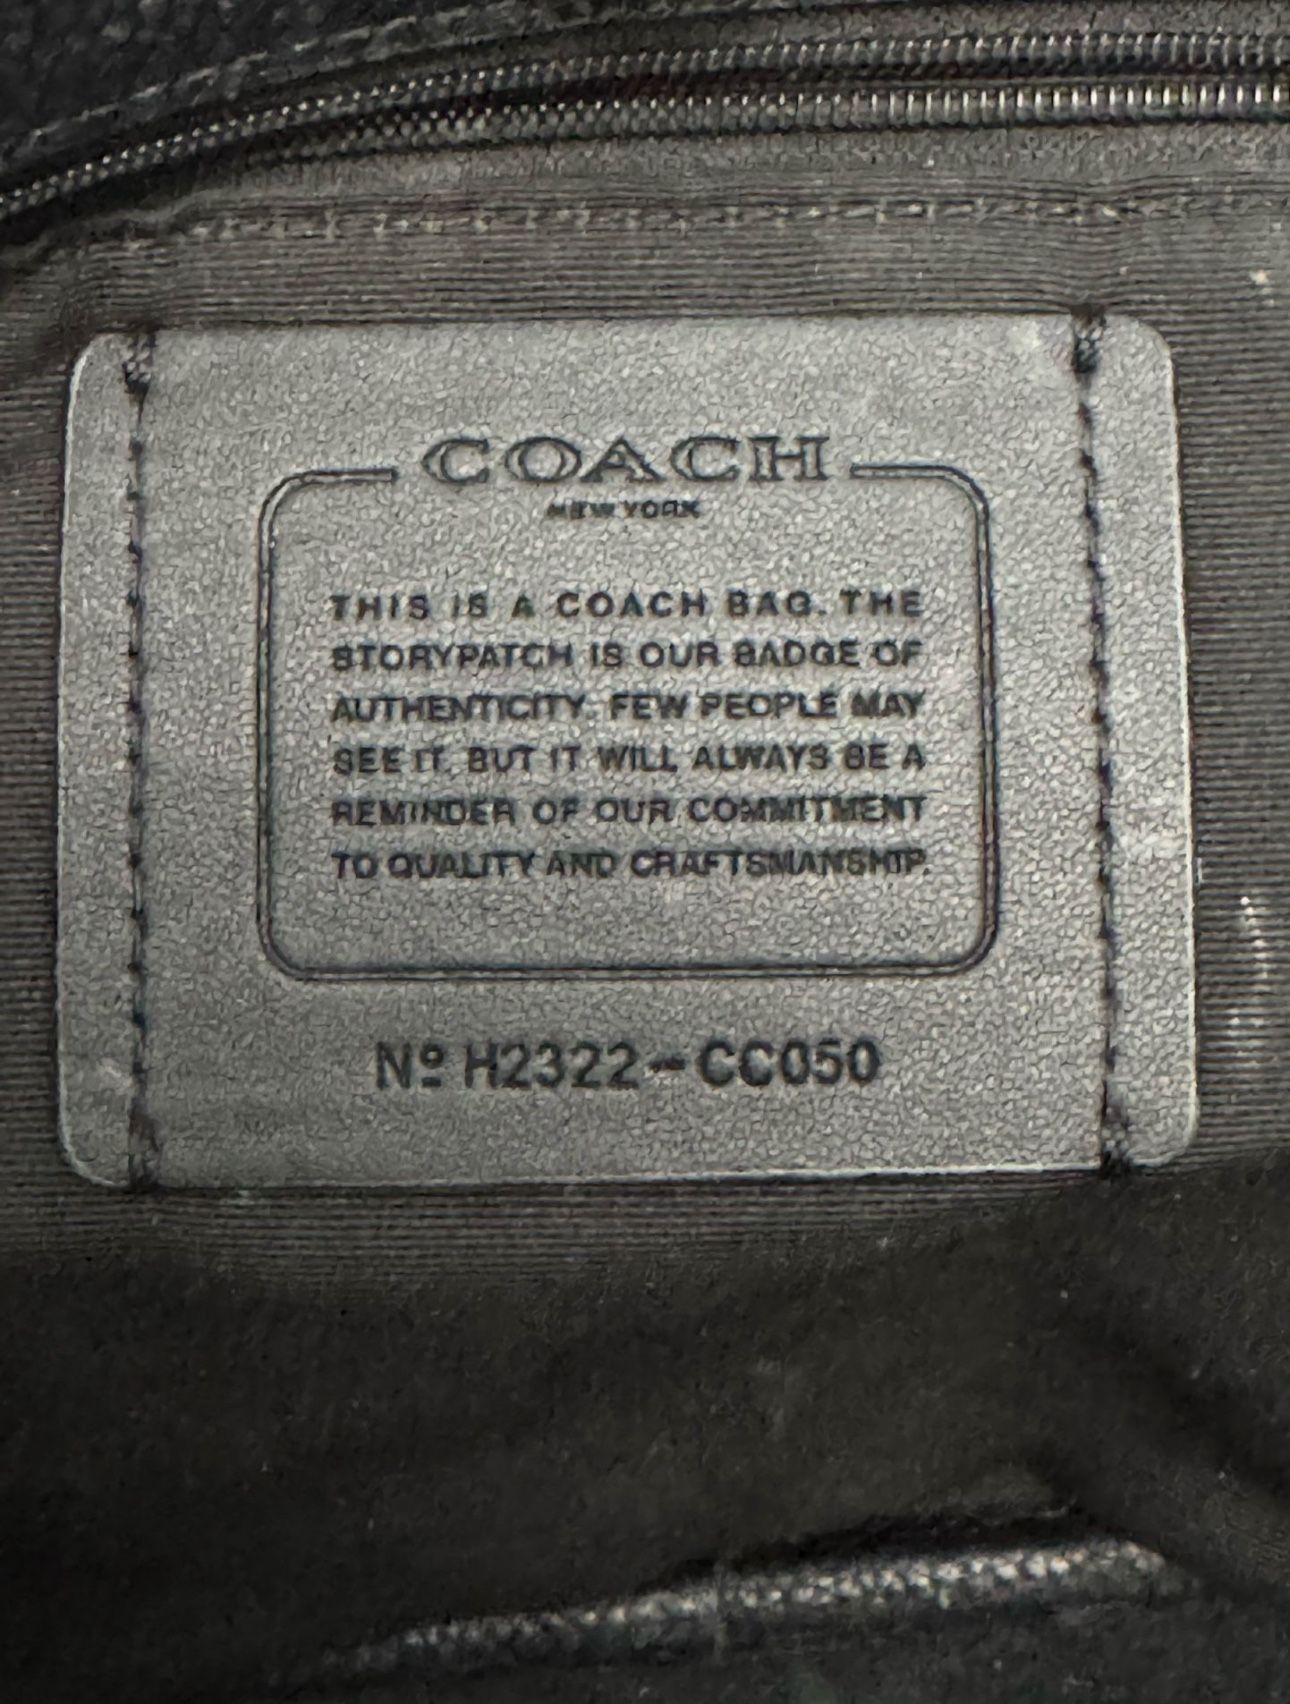 COACH
NEW YORK
THIS IS A COACH BAG. THE
STORYPATCH IS OUR BADGE OF
AUTHENTICITY. FEW PEOPLE MAY
SEE IT. BUT IT WILL ALWAYS BE A
REMINDER OF OUR COMMITMENT
TO QUALITY AND CRAFTSMANSHIP.
Nº H2322-CC050